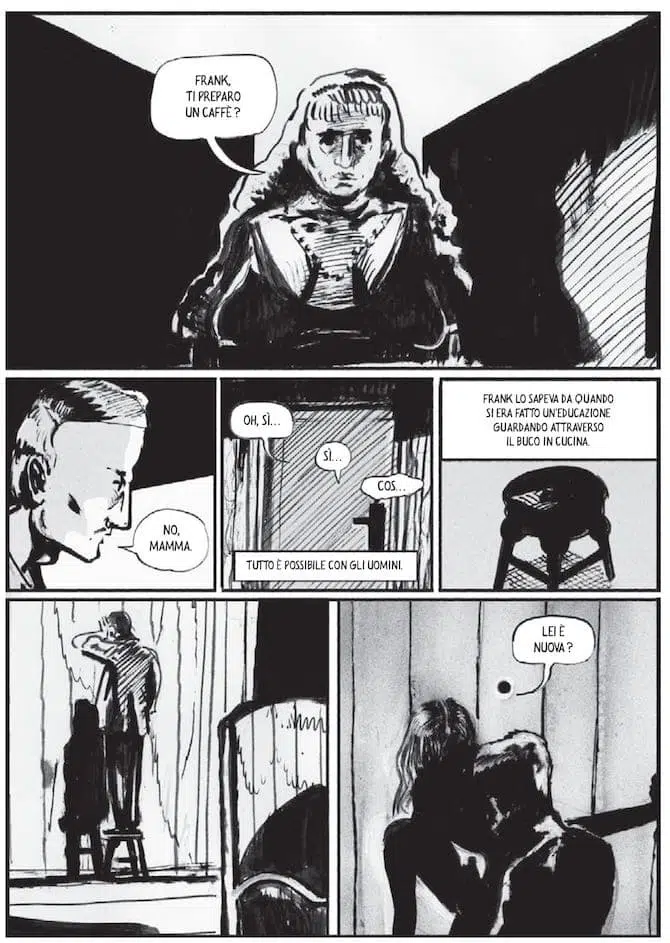 FRANK,
TI PREPARO
UN CAFFÈ?
NO,
MAMMA.
OH, SÌ...
SÌ...
COS...
TUTTO È POSSIBILE CON GLI UOMINI.
FRANK LO SAPEVA DA QUANDO
SI ERA FATTO UN'EDUCAZIONE
GUARDANDO ATTRAVERSO
IL BUCO IN CUCINA.
LEI È
NUOVA?